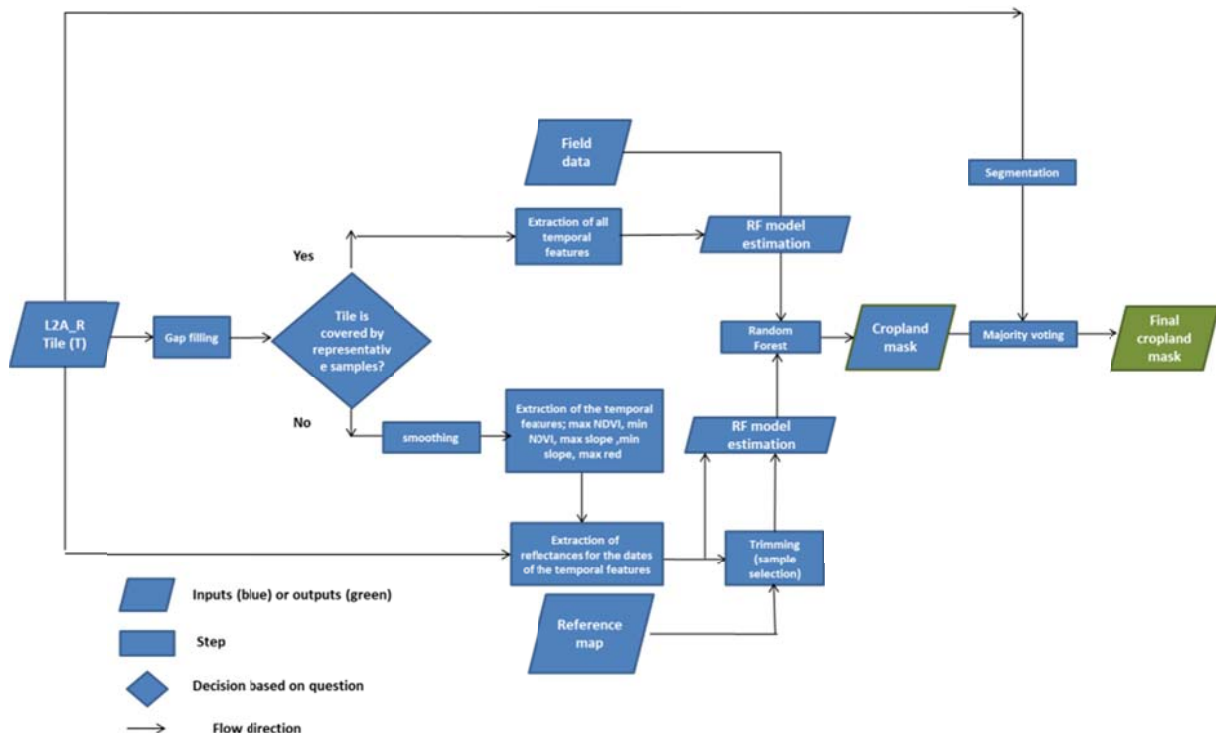 Field
data
Segmentation
Extraction of all
temporal
features
RF model
estimation
Yes
L2A_R
Tile (T)
Gap filling
Tile is
covered by
representativ
e samples?
Random
Forest
Cropland
mask
Majority voting
Final
cropland
mask
No
smoothing
Extraction of the temporal
features; max NDVI, min
NDVI, max slope ,min
slope, max red
RF model
estimation
Extraction of
reflectances for the dates
of the temporal features
Trimming
(sample
selection)
Reference
map
Inputs (blue) or outputs (green)
Step
Decision based on question
Flow direction